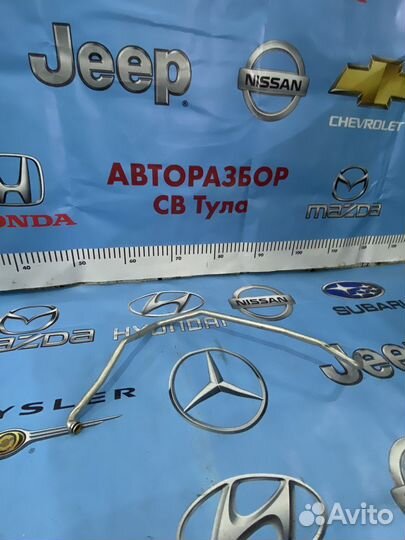 Jeep
NISSAN
CHEVROLET
АВТОРАЗБОР
СВ Тула
HONDA
mazda
40 50 60 70 80 90 100
NISSAN
SUBARU
mazda
HYUNDAI
Jeep
YSLER
Avito